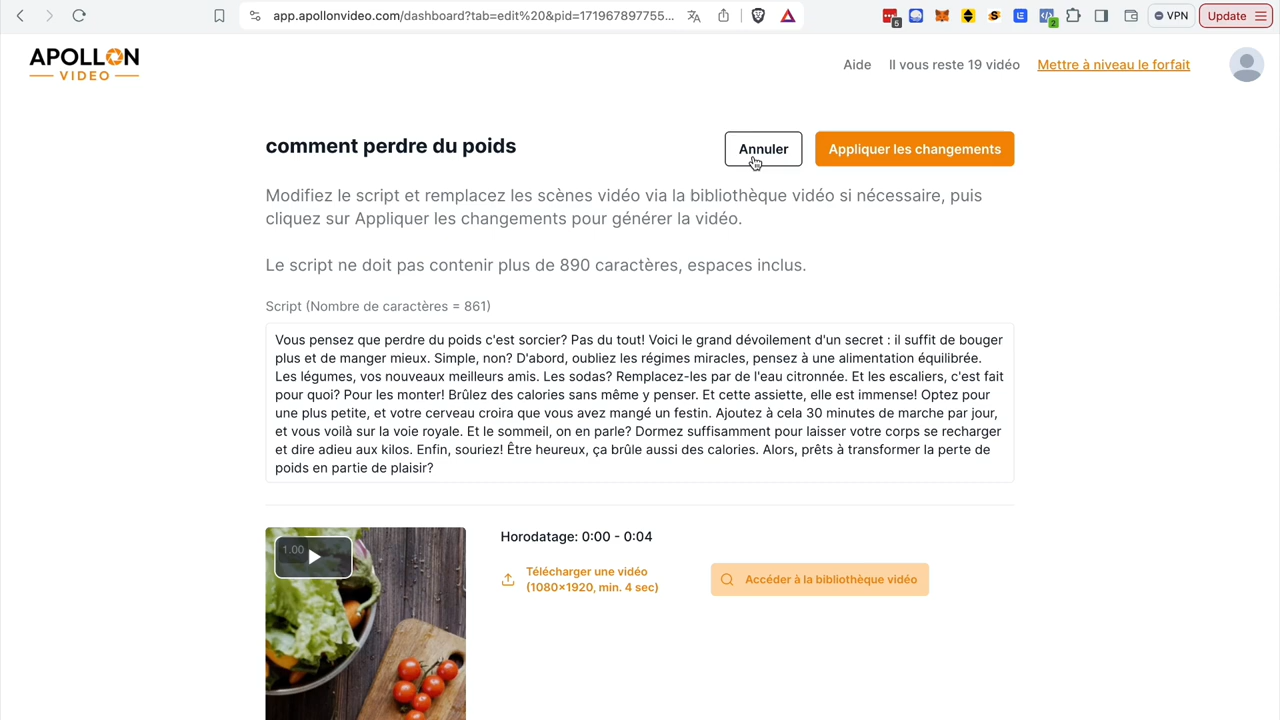 app.apollonvideo.com/dashboard?tab=edit%20&pid=171967897755...
5
2
VPN
Update
APOLLON
VIDEO
Aide
Il vous reste 19 vidéo
Mettre à niveau le forfait
comment perdre du poids
Annuler
Appliquer les changements
Modifiez le script et remplacez les scènes vidéo via la bibliothèque vidéo si nécessaire, puis
cliquez sur Appliquer les changements pour générer la vidéo.
Le script ne doit pas contenir plus de 890 caractères, espaces inclus.
Script (Nombre de caractères = 861)
Vous pensez que perdre du poids c'est sorcier? Pas du tout! Voici le grand dévoilement d'un secret : il suffit de bouger
plus et de manger mieux. Simple, non? D'abord, oubliez les régimes miracles, pensez à une alimentation équilibrée.
Les légumes, vos nouveaux meilleurs amis. Les sodas? Remplacez-les par de l'eau citronnée. Et les escaliers, c'est fait
pour quoi? Pour les monter! Brûlez des calories sans même y penser. Et cette assiette, elle est immense! Optez pour
une plus petite, et votre cerveau croira que vous avez mangé un festin. Ajoutez à cela 30 minutes de marche par jour,
et vous voilà sur la voie royale. Et le sommeil, on en parle? Dormez suffisamment pour laisser votre corps se recharger
et dire adieu aux kilos. Enfin, souriez! Être heureux, ça brûle aussi des calories. Alors, prêts à transformer la perte de
poids en partie de plaisir?
1.00
Horodatage: 0:00 - 0:04
Télécharger une vidéo
(1080x1920, min. 4 sec)
Accéder à la bibliothèque vidéo